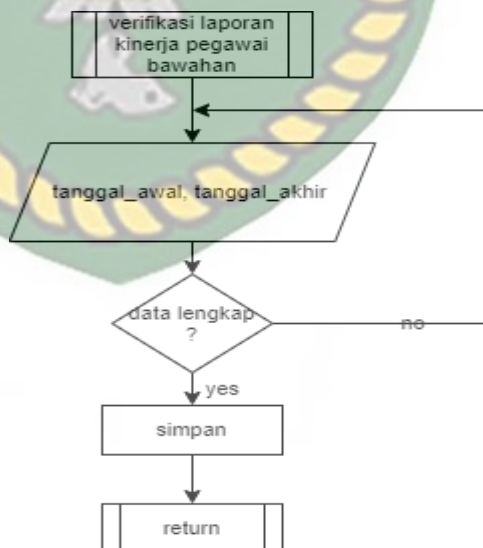 verifikasi laporan
kinerja pegawai
bawahan
tanggal_awal, tanggal_akhir
data lengkap
?
no
yes
simpan
return